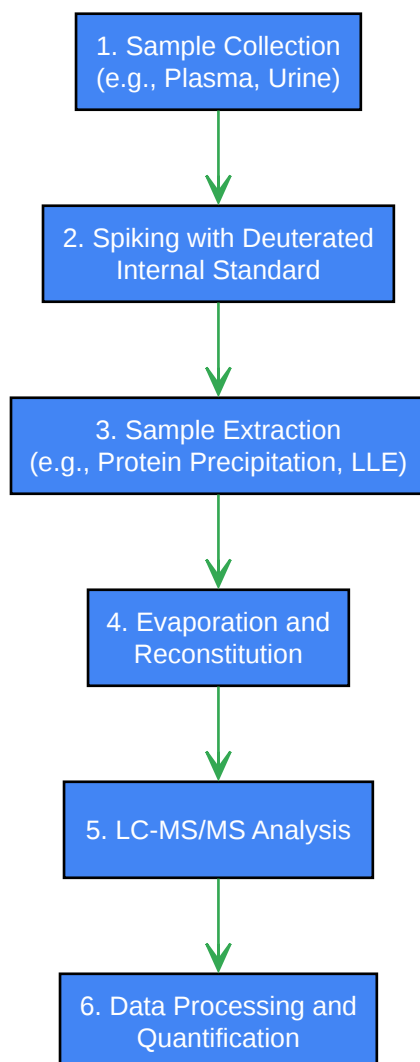 1. Sample Collection
(e.g., Plasma, Urine)
2. Spiking with Deuterated
Internal Standard
3. Sample Extraction
(e.g., Protein Precipitation, LLE)
4. Evaporation and
Reconstitution
5. LC-MS/MS Analysis
6. Data Processing and
Quantification